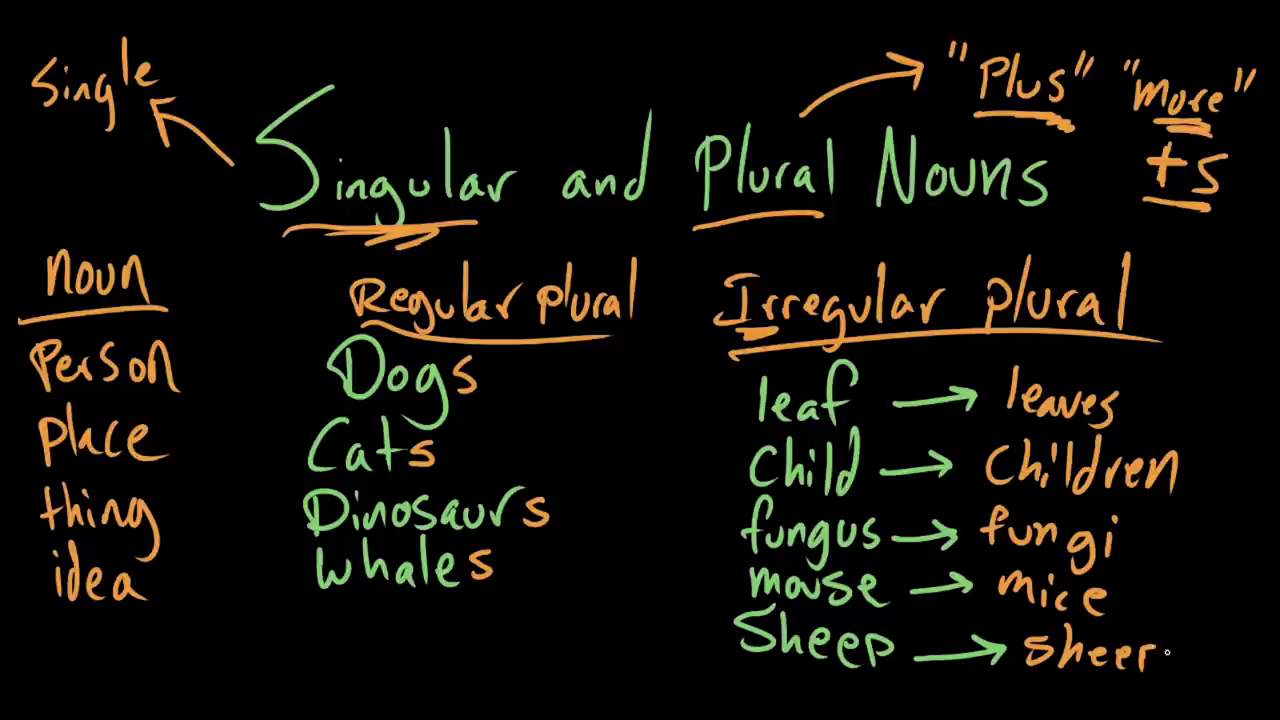 Single
"Plus" "more"
+s
Singular and Plural Nouns
noun
Person
place
thing
idea
Regular plural
Dogs
Cats
Dinosaurs
Whales
Irregular plural
leaf → leaves
Child → Children
fungus → fungi
mouse → mice
Sheep → sheer